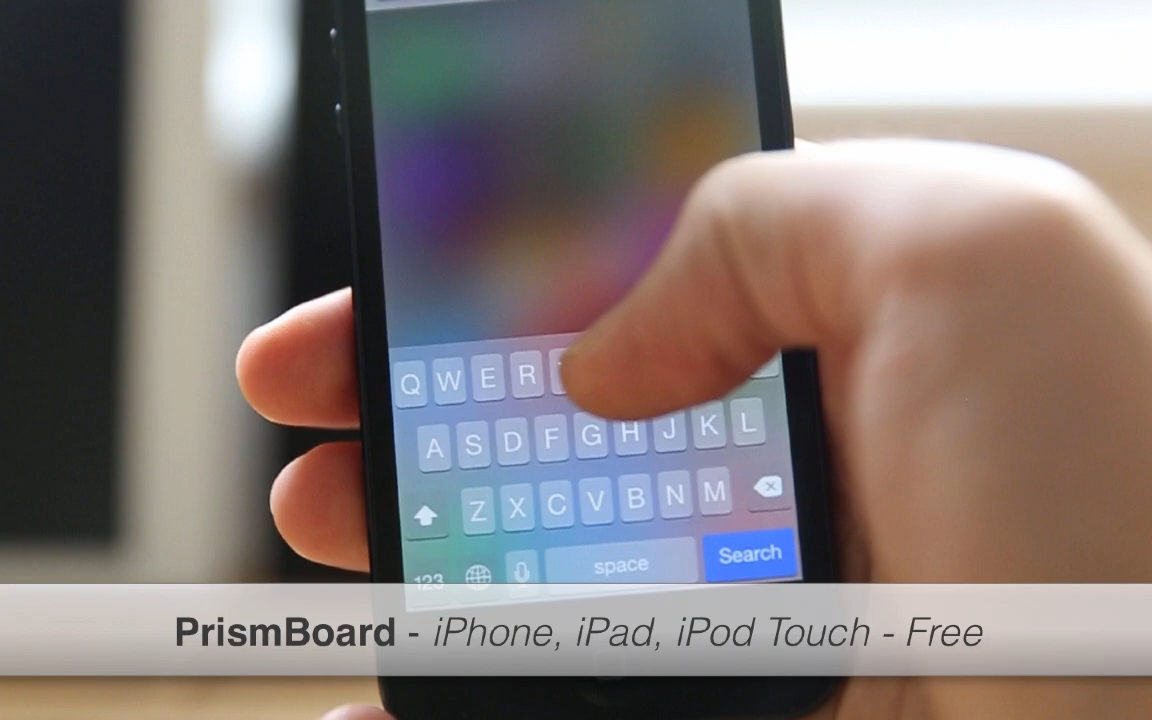 Q W E R
A S D F G H J K L
Z X C V B N M
123 space Search
PrismBoard - iPhone, iPad, iPod Touch - Free